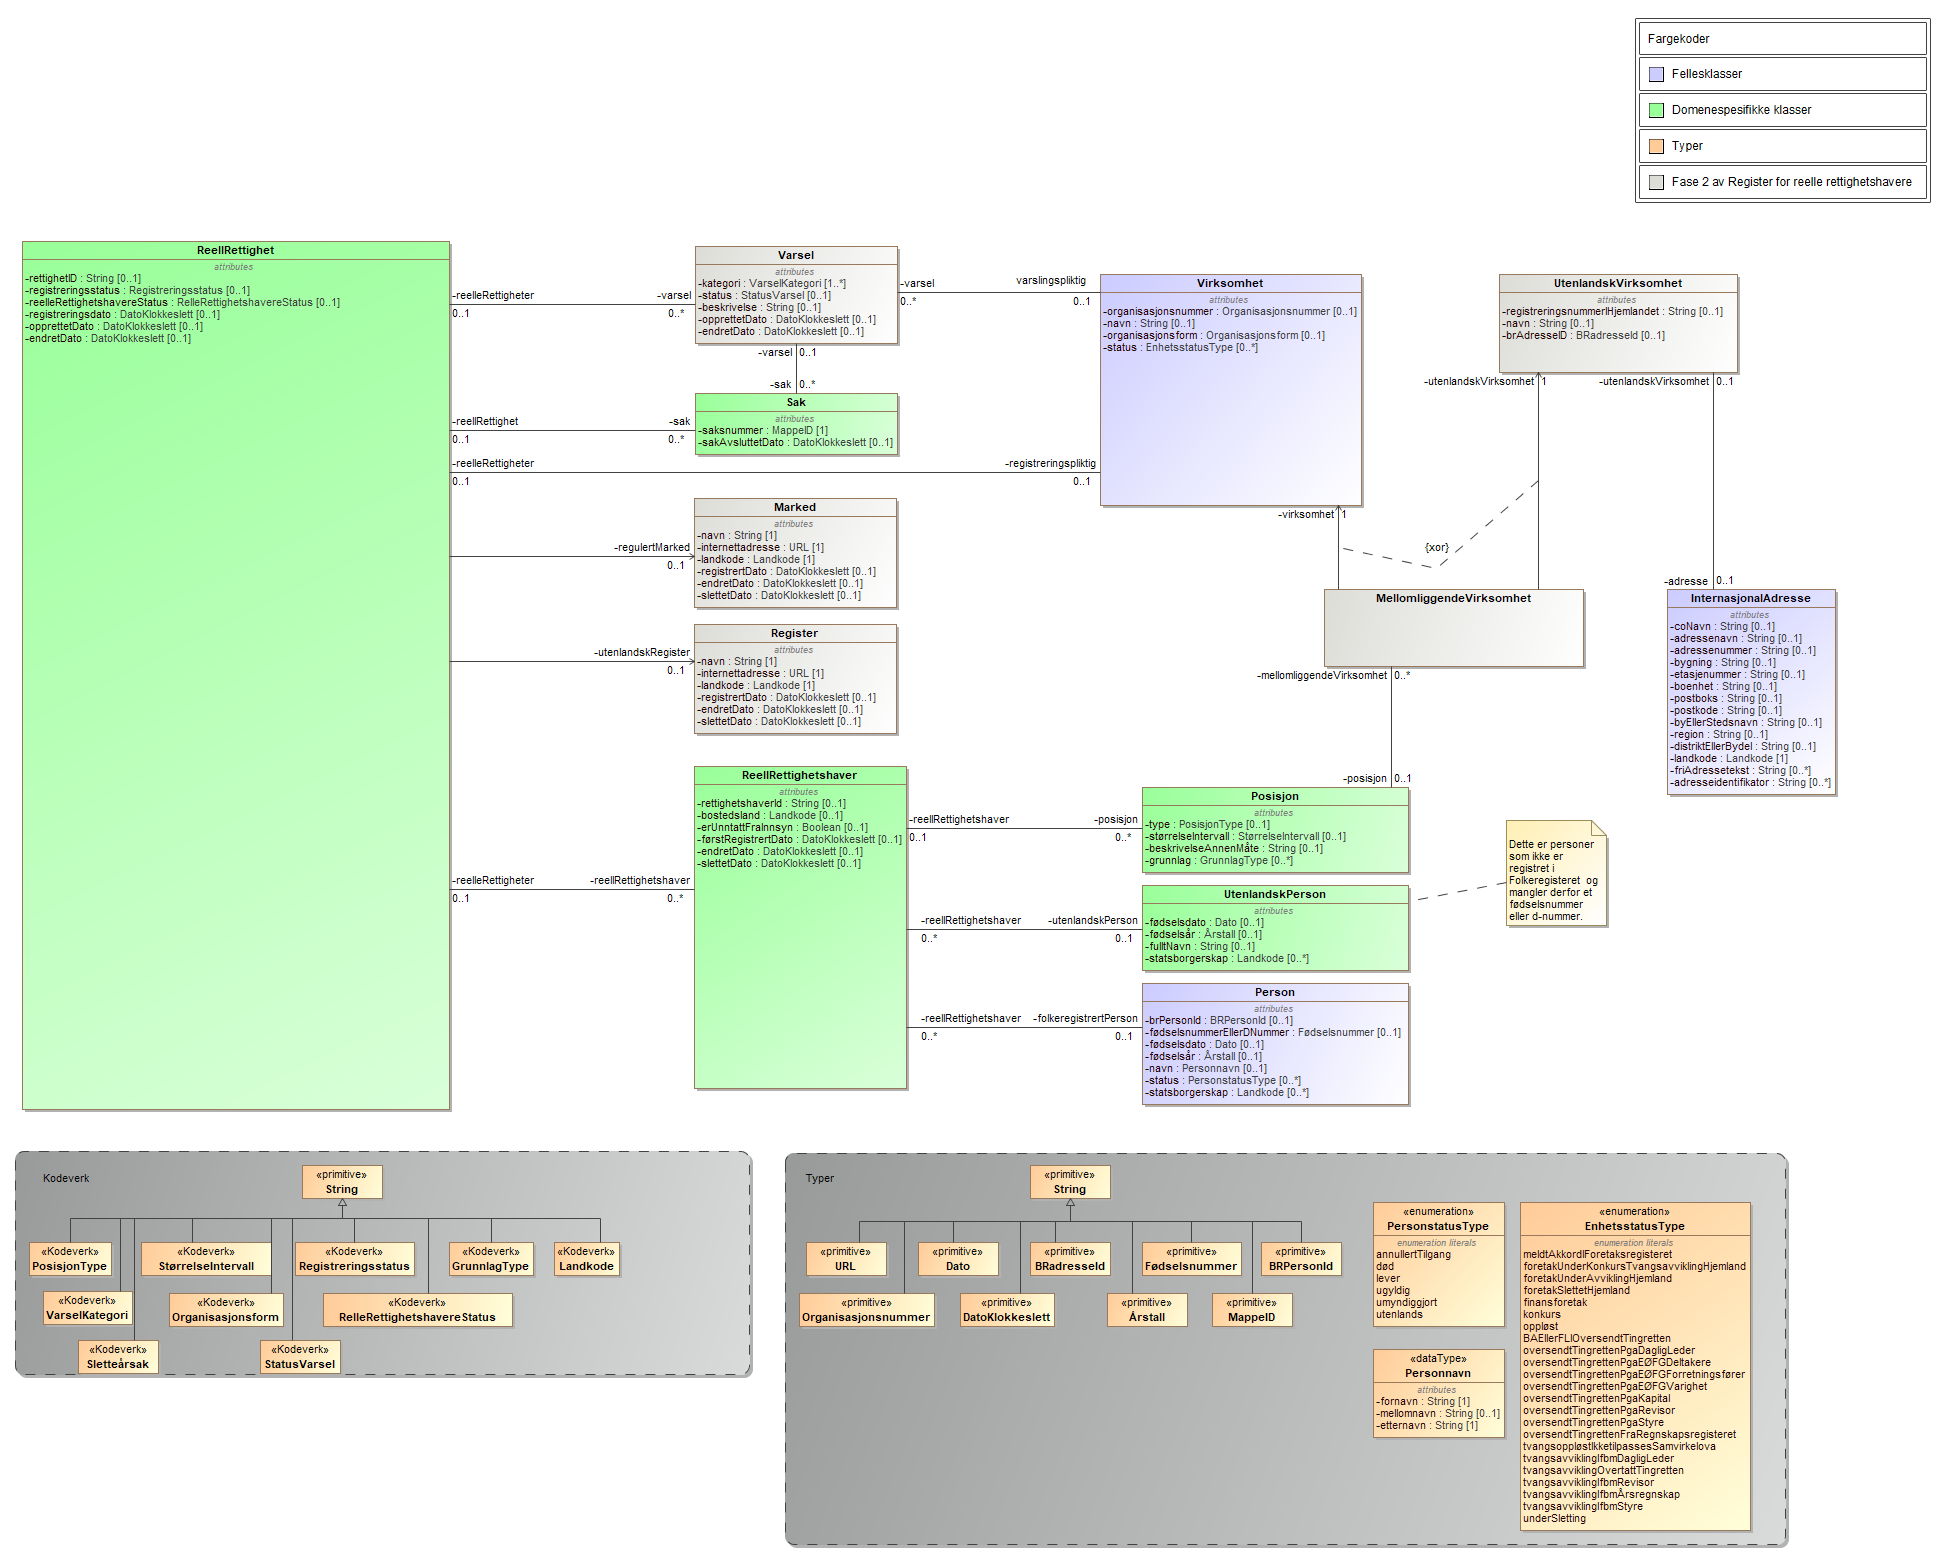 Fargekoder
Fellesklasser
Domenespesifikke klasser
Typer
Fase 2 av Register for reelle rettighetshavere
ReellRettighet
attributes
-rettighetID : String [0..1]
-registreringsstatus : Registreringsstatus [0..1]
-reelleRettighetshavereStatus : RelleRettighetshavereStatus [0..1]
-registreringsdato : DatoKlokkeslett [0..1]
-opprettetDato : DatoKlokkeslett [0..1]
-endretDato : DatoKlokkeslett [0..1]
-reelleRettigheter
0..1
-varsel
0..*
Varsel
attributes
-kategori : VarselKategori [1..*]
-status : StatusVarsel [0..1]
-beskrivelse : String [0..1]
-opprettetDato : DatoKlokkeslett [0..1]
-endretDato : DatoKlokkeslett [0..1]
-varsel
0..*
varslingspliktig
0..1
-varsel 0..1
-sak 0..*
Sak
attributes
-saksnummer : MappeID [1]
-sakAvsluttetDato : DatoKlokkeslett [0..1]
-reellRettighet
0..1
-sak
0..*
-reelleRettigheter
0..1
-registreringspliktig
0..1
Virksomhet
attributes
-organisasjonsnummer : Organisasjonsnummer [0..1]
-navn : String [0..1]
-organisasjonsform : Organisasjonsform [0..1]
-status : EnhetsstatusType [0..*]
UtenlandskVirksomhet
attributes
-registreringsnummerIHjemlandet : String [0..1]
-navn : String [0..1]
-brAdresseID : BRadresseId [0..1]
-utenlandskVirksomhet 1
-utenlandskVirksomhet 0..1
-virksomhet 1
{xor}
-adresse 0..1
Marked
attributes
-navn : String [1]
-internettadresse : URL [1]
-landkode : Landkode [1]
-registrertDato : DatoKlokkeslett [0..1]
-endretDato : DatoKlokkeslett [0..1]
-slettetDato : DatoKlokkeslett [0..1]
-regulertMarked
0..1
Register
attributes
-navn : String [1]
-internettadresse : URL [1]
-landkode : Landkode [1]
-registrertDato : DatoKlokkeslett [0..1]
-endretDato : DatoKlokkeslett [0..1]
-slettetDato : DatoKlokkeslett [0..1]
-utenlandskRegister
0..1
MellomliggendeVirksomhet
-mellomliggendeVirksomhet 0..*
-posisjon 0..1
InternasjonalAdresse
attributes
-coNavn : String [0..1]
-adressenavn : String [0..1]
-adressenummer : String [0..1]
-bygning : String [0..1]
-etasjenummer : String [0..1]
-boenhet : String [0..1]
-postboks : String [0..1]
-postkode : String [0..1]
-byEllerStedsnavn : String [0..1]
-region : String [0..1]
-distriktEllerBydel : String [0..1]
-landkode : Landkode [1]
-friAdressetekst : String [0..*]
-adresseidentifikator : String [0..*]
ReellRettighetshaver
attributes
-rettighetshaverId : String [0..1]
-bostedsland : Landkode [0..1]
-erUnntattFraInnsyn : Boolean [0..1]
-førstRegistrertDato : DatoKlokkeslett [0..1]
-endretDato : DatoKlokkeslett [0..1]
-slettetDato : DatoKlokkeslett [0..1]
-reelleRettigheter
0..1
-reellRettighetshaver
0..*
-reellRettighetshaver
0..1
-posisjon
0..*
Posisjon
attributes
-type : PosisjonType [0..1]
-størrelseIntervall : StørrelseIntervall [0..1]
-beskrivelseAnnenMåte : String [0..1]
-grunnlag : GrunnlagType [0..*]
-reellRettighetshaver
0..*
-utenlandskPerson
0..1
UtenlandskPerson
attributes
-fødselsdato : Dato [0..1]
-fødselsår : Årstall [0..1]
-fulltNavn : String [0..1]
-statsborgerskap : Landkode [0..*]
Dette er personer
som ikke er
registret i
Folkeregisteret og
mangler derfor et
fødselsnummer
eller d-nummer.
-reellRettighetshaver
0..*
-folkeregistrertPerson
0..1
Person
attributes
-brPersonId : BRPersonId [0..1]
-fødselsnummerEllerDNummer : Fødselsnummer [0..1]
-fødselsdato : Dato [0..1]
-fødselsår : Årstall [0..1]
-navn : Personnavn [0..1]
-status : PersonstatusType [0..*]
-statsborgerskap : Landkode [0..*]
Kodeverk
«primitive»
String
«Kodeverk»
PosisjonType
«Kodeverk»
StørrelseIntervall
«Kodeverk»
Registreringsstatus
«Kodeverk»
GrunnlagType
«Kodeverk»
Landkode
«Kodeverk»
VarselKategori
«Kodeverk»
Organisasjonsform
«Kodeverk»
RelleRettighetshavereStatus
«Kodeverk»
Sletteårsak
«Kodeverk»
StatusVarsel
Typer
«primitive»
String
«primitive»
URL
«primitive»
Dato
«primitive»
BRadresseId
«primitive»
Fødselsnummer
«primitive»
BRPersonId
«primitive»
Organisasjonsnummer
«primitive»
DatoKlokkeslett
«primitive»
Årstall
«primitive»
MappeID
«enumeration»
PersonstatusType
enumeration literals
annullertTilgang
død
lever
ugyldig
umyndiggjort
utenlands
«dataType»
Personnavn
attributes
-fornavn : String [1]
-mellomnavn : String [0..1]
-etternavn : String [1]
«enumeration»
EnhetsstatusType
enumeration literals
meldtAkkordIForetaksregisteret
foretakUnderKonkursTvangsavviklingHjemland
foretakUnderAvviklingHjemland
foretakSlettetHjemland
finansforetak
konkurs
oppløst
BAEllerFLIOversendtTingretten
oversendtTingrettenPgaDagligLeder
oversendtTingrettenPgaEØFGDeltakere
oversendtTingrettenPgaEØFGForretningsfører
oversendtTingrettenPgaEØFGVarighet
oversendtTingrettenPgaKapital
oversendtTingrettenPgaRevisor
oversendtTingrettenPgaStyre
oversendtTingrettenFraRegnskapsregisteret
tvangsoppløstIkketilpassesSamvirkelova
tvangsavviklingIfbmDagligLeder
tvangsavviklingOvertattTingretten
tvangsavviklingIfbmRevisor
tvangsavviklingIfbmÅrsregnskap
tvangsavviklingIfbmStyre
underSletting